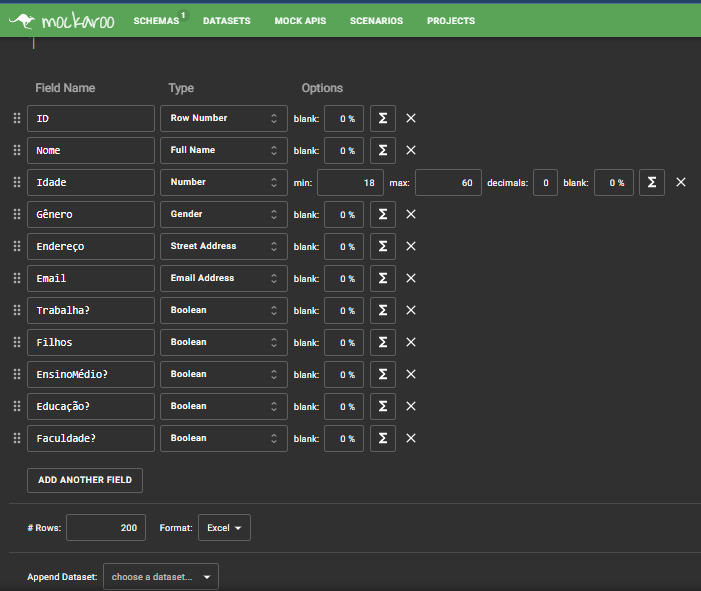 mockaroo SCHEMAS 1 DATASETS MOCK APIS SCENARIOS PROJECTS
Field Name Type Options
ID Row Number blank: 0 % Σ
Nome Full Name blank: 0 % Σ
Idade Number min: 18 max: 60 decimals: 0 blank: 0 % Σ
Gênero Gender blank: 0 % Σ
Endereço Street Address blank: 0 % Σ
Email Email Address blank: 0 % Σ
Trabalha? Boolean blank: 0 % Σ
Filhos Boolean blank: 0 % Σ
EnsinoMédio? Boolean blank: 0 % Σ
Educação? Boolean blank: 0 % Σ
Faculdade? Boolean blank: 0 % Σ
ADD ANOTHER FIELD
# Rows: 200 Format: Excel
Append Dataset: choose a dataset...